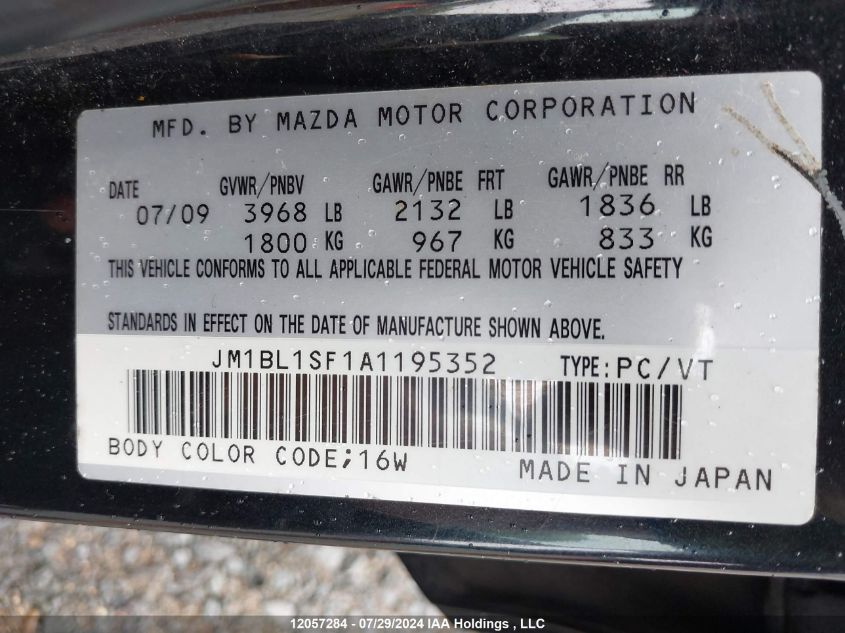 MFD. BY MAZDA MOTOR CORPORATION
DATE GVWR/PNBV GAWR/PNBE FRT GAWR/PNBE RR
07/09 3968 LB 2132 LB 1836 LB
1800 KG 967 KG 833 KG
THIS VEHICLE CONFORMS TO ALL APPLICABLE FEDERAL MOTOR VEHICLE SAFETY
STANDARDS IN EFFECT ON THE DATE OF MANUFACTURE SHOWN ABOVE.
JM1BL1SF1A1195352 TYPE:PC/VT
BODY COLOR CODE;16W
MADE IN JAPAN
12057284 - 07/29/2024 IAA Holdings , LLC